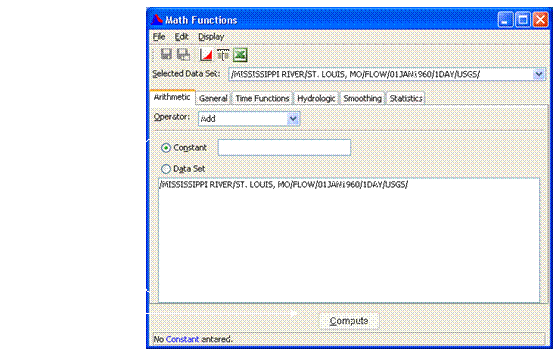 Math Functions
File Edit Display
Selected Data Set: /MISSISSIPPI RIVER/ST. LOUIS, MO/FLOW/01JAN1960/1DAY/USGS/
Arithmetic General Time Functions Hydrologic Smoothing Statistics
Operator: Add
Constant
Data Set
/MISSISSIPPI RIVER/ST. LOUIS, MO/FLOW/01JAN1960/1DAY/USGS/
Compute
No Constant entered.